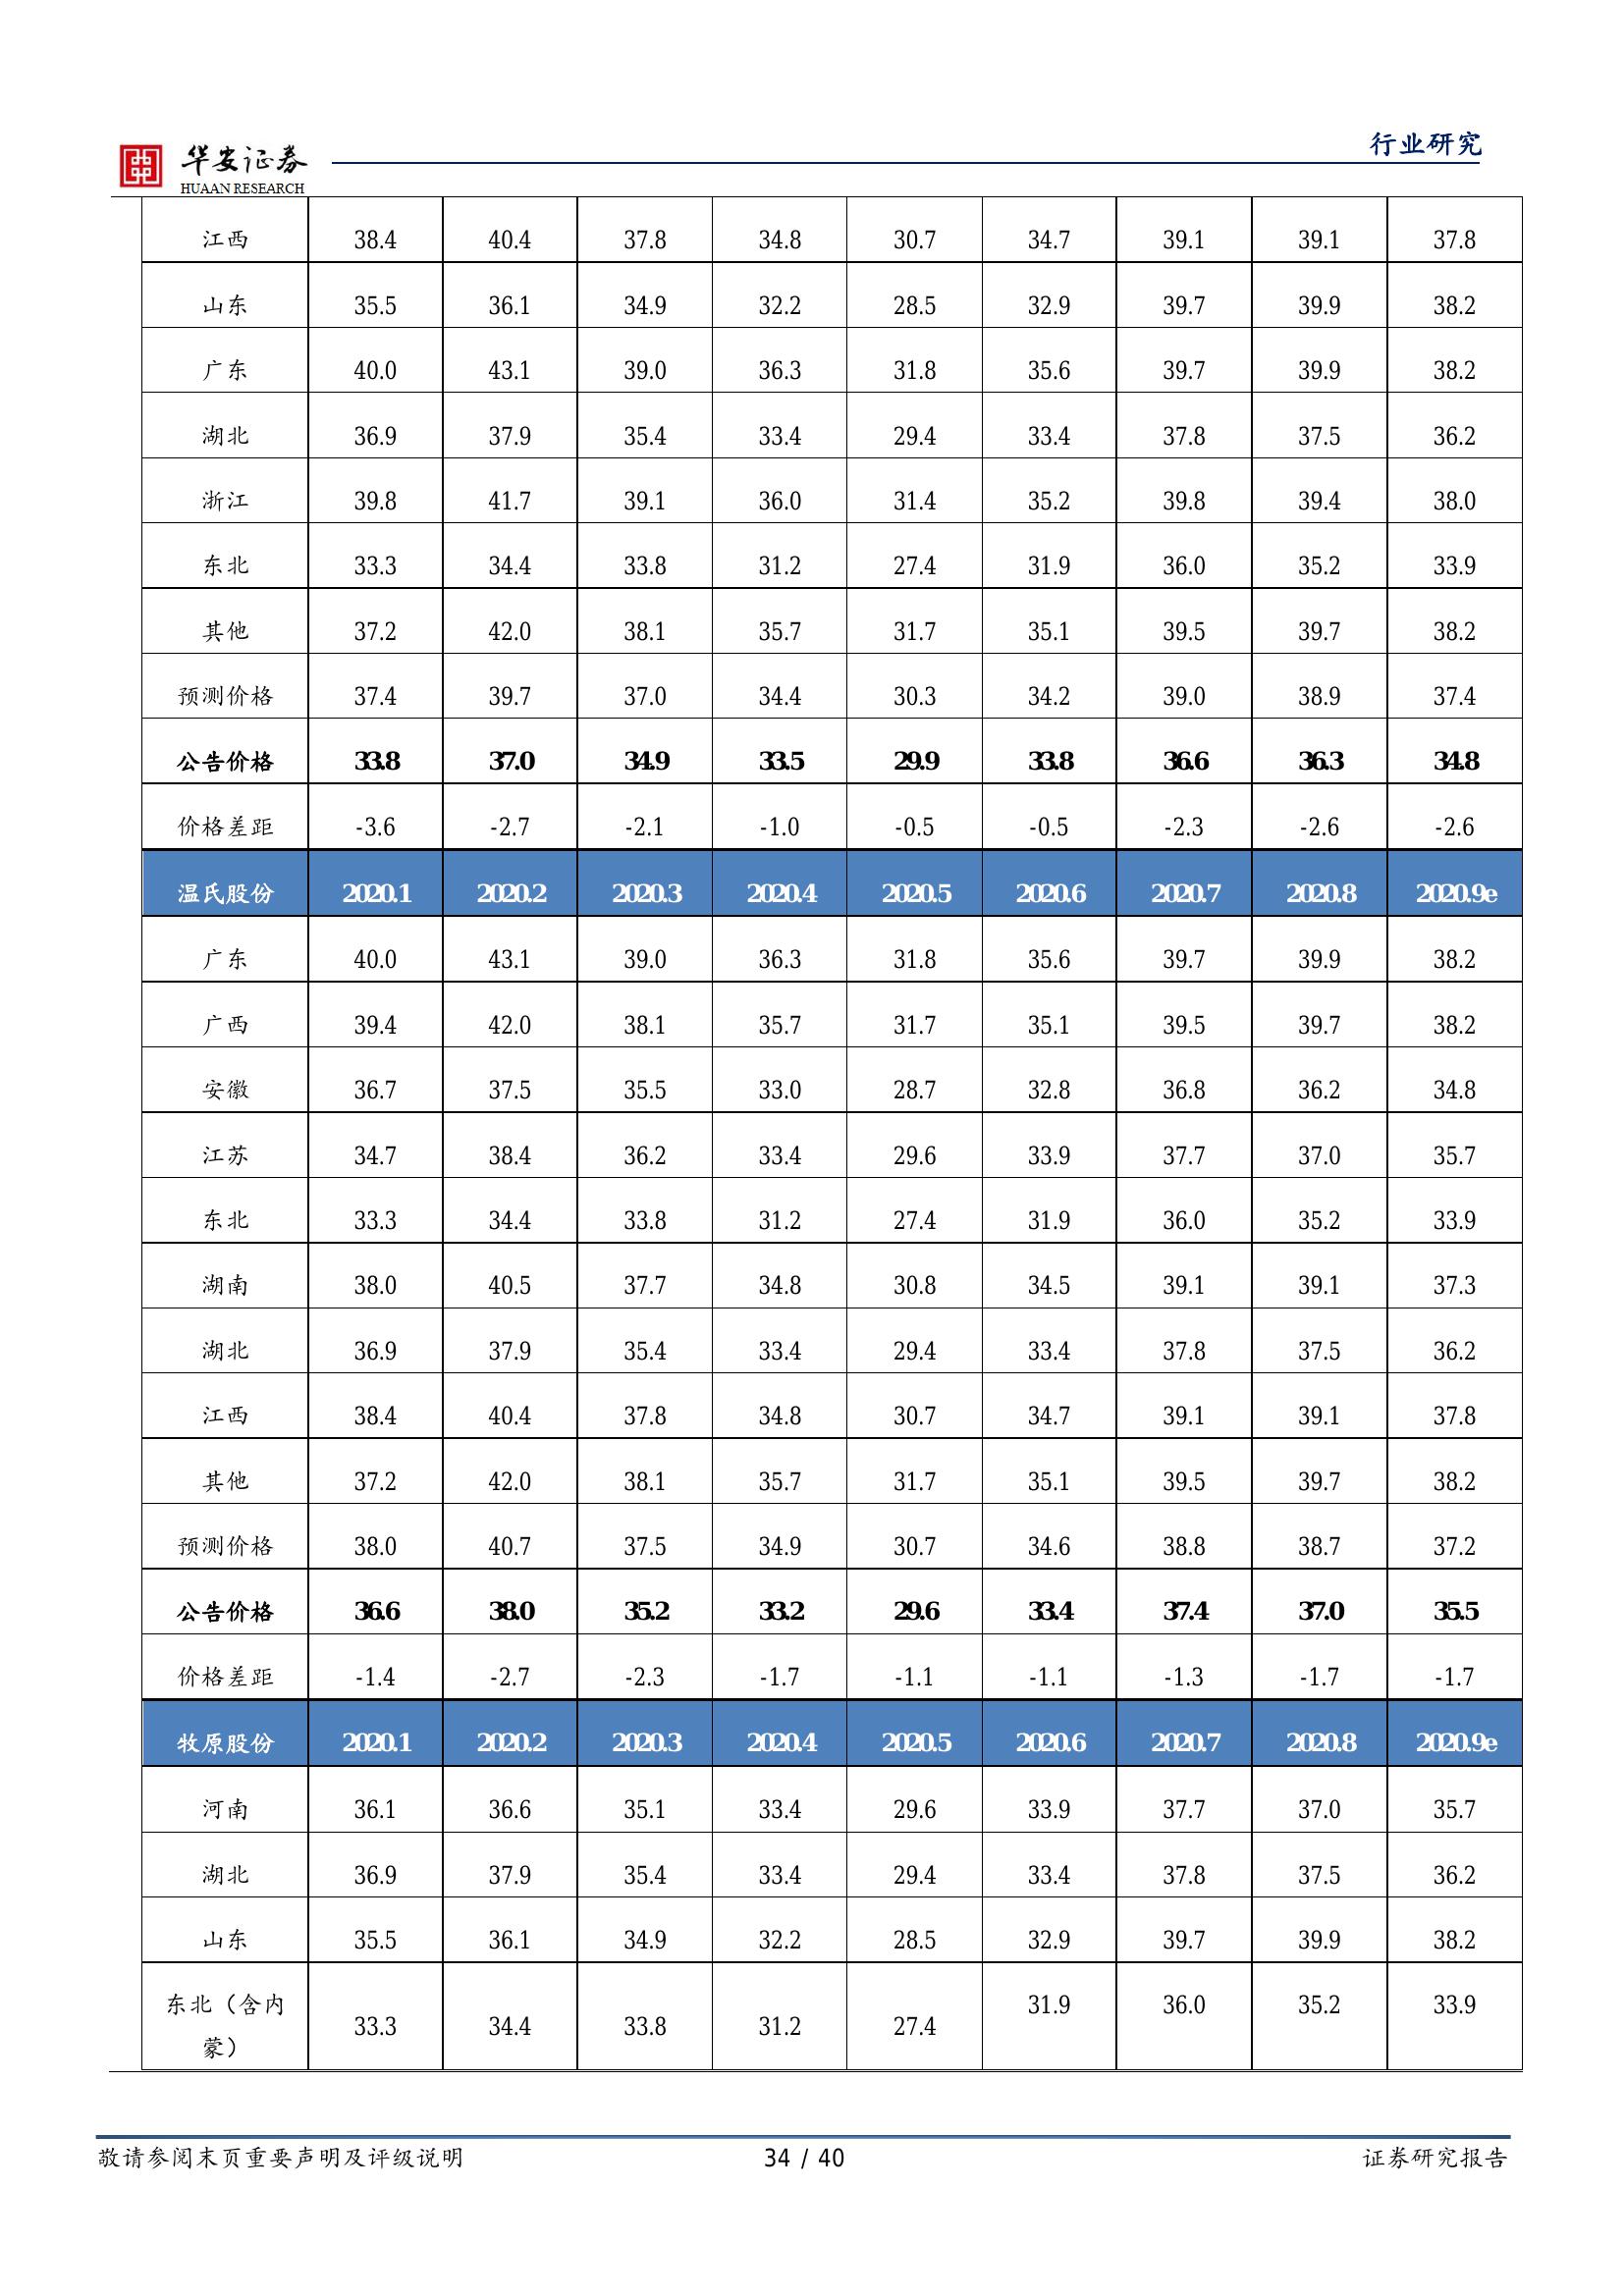 行业研究
华安证券
HUAAN RESEARCH
江西 38.4 40.4 37.8 34.8 30.7 34.7 39.1 39.1 37.8
山东 35.5 36.1 34.9 32.2 28.5 32.9 39.7 39.9 38.2
广东 40.0 43.1 39.0 36.3 31.8 35.6 39.7 39.9 38.2
湖北 36.9 37.9 35.4 33.4 29.4 33.4 37.8 37.5 36.2
浙江 39.8 41.7 39.1 36.0 31.4 35.2 39.8 39.4 38.0
东北 33.3 34.4 33.8 31.2 27.4 31.9 36.0 35.2 33.9
其他 37.2 42.0 38.1 35.7 31.7 35.1 39.5 39.7 38.2
预测价格 37.4 39.7 37.0 34.4 30.3 34.2 39.0 38.9 37.4
公告价格 33.8 37.0 34.9 33.5 29.9 33.8 36.6 36.3 34.8
价格差距 -3.6 -2.7 -2.1 -1.0 -0.5 -0.5 -2.3 -2.6 -2.6
温氏股份 2020.1 2020.2 2020.3 2020.4 2020.5 2020.6 2020.7 2020.8 2020.9e
广东 40.0 43.1 39.0 36.3 31.8 35.6 39.7 39.9 38.2
广西 39.4 42.0 38.1 35.7 31.7 35.1 39.5 39.7 38.2
安徽 36.7 37.5 35.5 33.0 28.7 32.8 36.8 36.2 34.8
江苏 34.7 38.4 36.2 33.4 29.6 33.9 37.7 37.0 35.7
东北 33.3 34.4 33.8 31.2 27.4 31.9 36.0 35.2 33.9
湖南 38.0 40.5 37.7 34.8 30.8 34.5 39.1 39.1 37.3
湖北 36.9 37.9 35.4 33.4 29.4 33.4 37.8 37.5 36.2
江西 38.4 40.4 37.8 34.8 30.7 34.7 39.1 39.1 37.8
其他 37.2 42.0 38.1 35.7 31.7 35.1 39.5 39.7 38.2
预测价格 38.0 40.7 37.5 34.9 30.7 34.6 38.8 38.7 37.2
公告价格 36.6 38.0 35.2 33.2 29.6 33.4 37.4 37.0 35.5
价格差距 -1.4 -2.7 -2.3 -1.7 -1.1 -1.1 -1.3 -1.7 -1.7
牧原股份 2020.1 2020.2 2020.3 2020.4 2020.5 2020.6 2020.7 2020.8 2020.9e
河南 36.1 36.6 35.1 33.4 29.6 33.9 37.7 37.0 35.7
湖北 36.9 37.9 35.4 33.4 29.4 33.4 37.8 37.5 36.2
山东 35.5 36.1 34.9 32.2 28.5 32.9 39.7 39.9 38.2
东北（含内
蒙） 33.3 34.4 33.8 31.2 27.4 31.9 36.0 35.2 33.9
敬请参阅末页重要声明及评级说明 34 / 40 证券研究报告